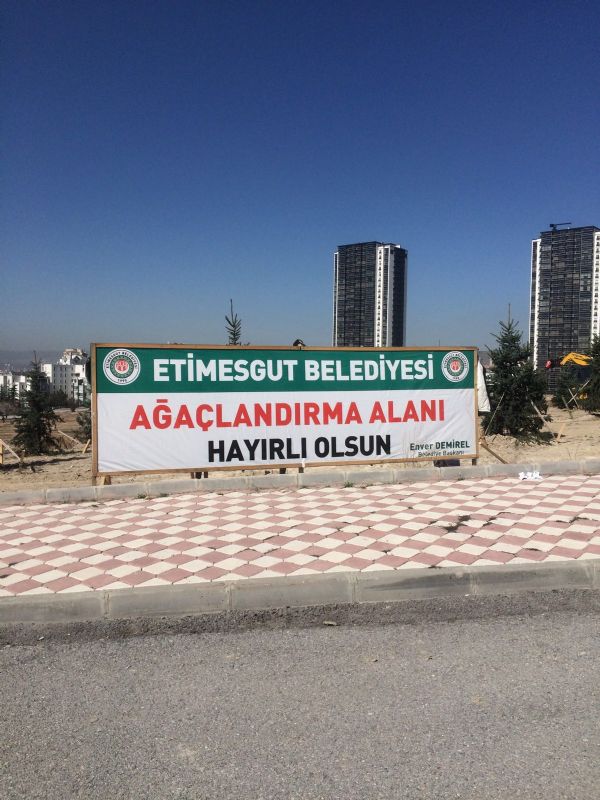 ETİMESGUT BELEDİYESİ
AĞAÇLANDIRMA ALANI
HAYIRLI OLSUN
Enver DEMİREL
Belediye Başkanı